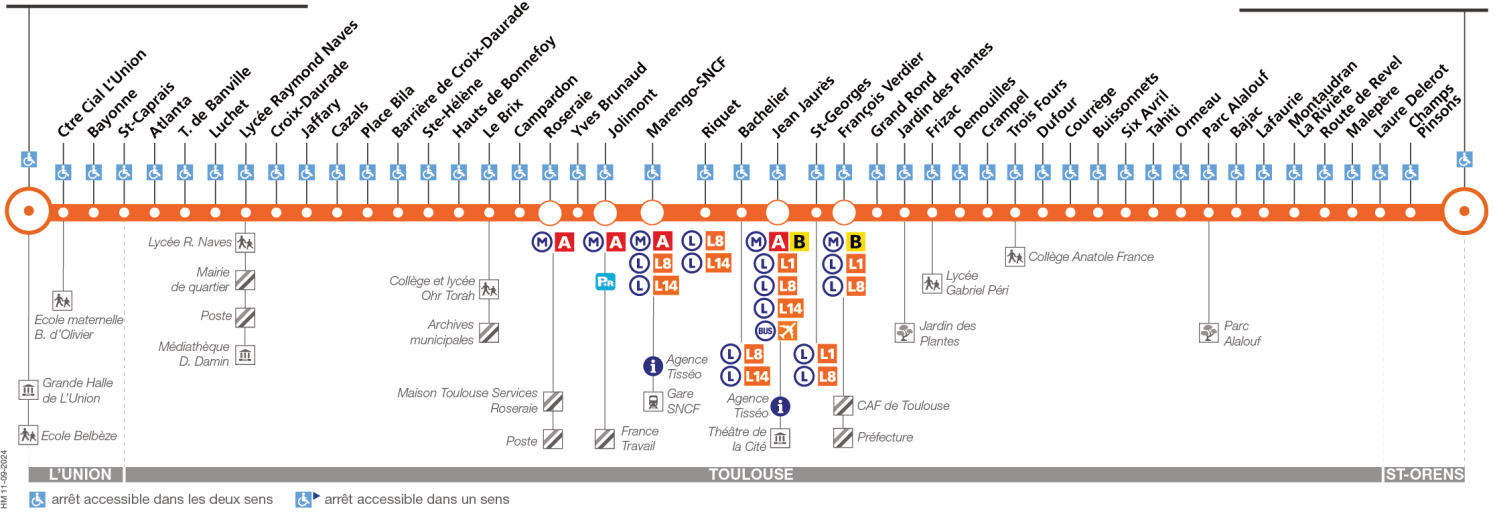 Ctre Cial L'Union
Bayonne
St-Caprais
Atlanta
T. de Banville
Luchet
Lycée Raymond Naves
Croix-Daurade
Jaffary
Cazals
Place Bila
Barrière de Croix-Daurade
Ste-Hélène
Hauts de Bonnefoy
Le Brix
Campardon
Roseraie
Yves Brunaud
Jolimont
Marengo-SNCF
Riquet
Bachelier
Jean Jaurès
St-Georges
François Verdier
Grand Rond
Jardin des Plantes
Frizac
Demouilles
Crampel
Trois Fours
Dufour
Courrège
Buissonnets
Six Avril
Tahiti
Ormeau
Parc Alalouf
Bajac
Lafaurie
Montaudran
La Rivière
Route de Revel
Malepère
Laure Delerot
Champs
Pinsons
Ecole maternelle
B. d'Olivier
Grande Halle
de L'Union
Ecole Belbèze
Lycée R. Naves
Mairie
de quartier
Poste
Médiathèque
D. Damin
Collège et lycée
Ohr Torah
Archives
municipales
M A
Maison Toulouse Services
Roseraie
Poste
M A
P+R
France
Travail
M A
L L8
L L14
Agence
Tisséo
Gare
SNCF
L L8
L L14
L L8
L L14
M A B
L L1
L L8
L L14
BUS
Agence
Tisséo
Théâtre de
la Cité
L L1
L L8
M B
L L1
L L8
CAF de Toulouse
Préfecture
Jardin des
Plantes
Lycée
Gabriel Péri
Collège Anatole France
Parc
Alalouf
L'UNION
TOULOUSE
ST-ORENS
arrêt accessible dans les deux sens
arrêt accessible dans un sens
HM 11-09-2024